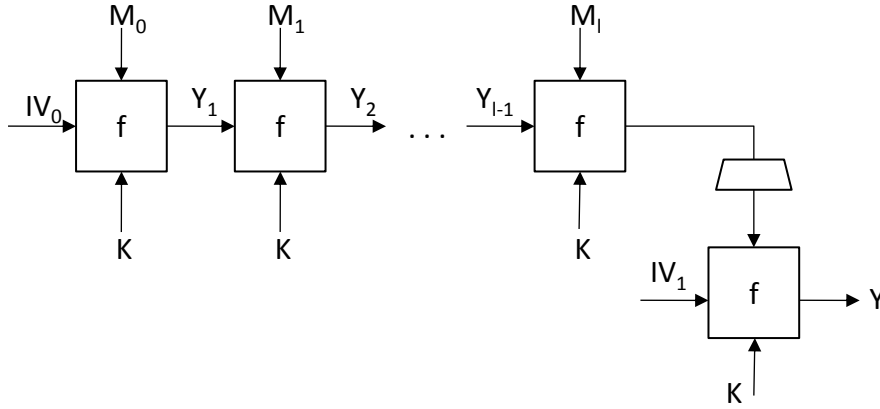 M₀ M₁ Mₗ
IV₀ f Y₁ f Y₂ . . . Yₗ₋₁ f
K K K
IV₁ f Y
K